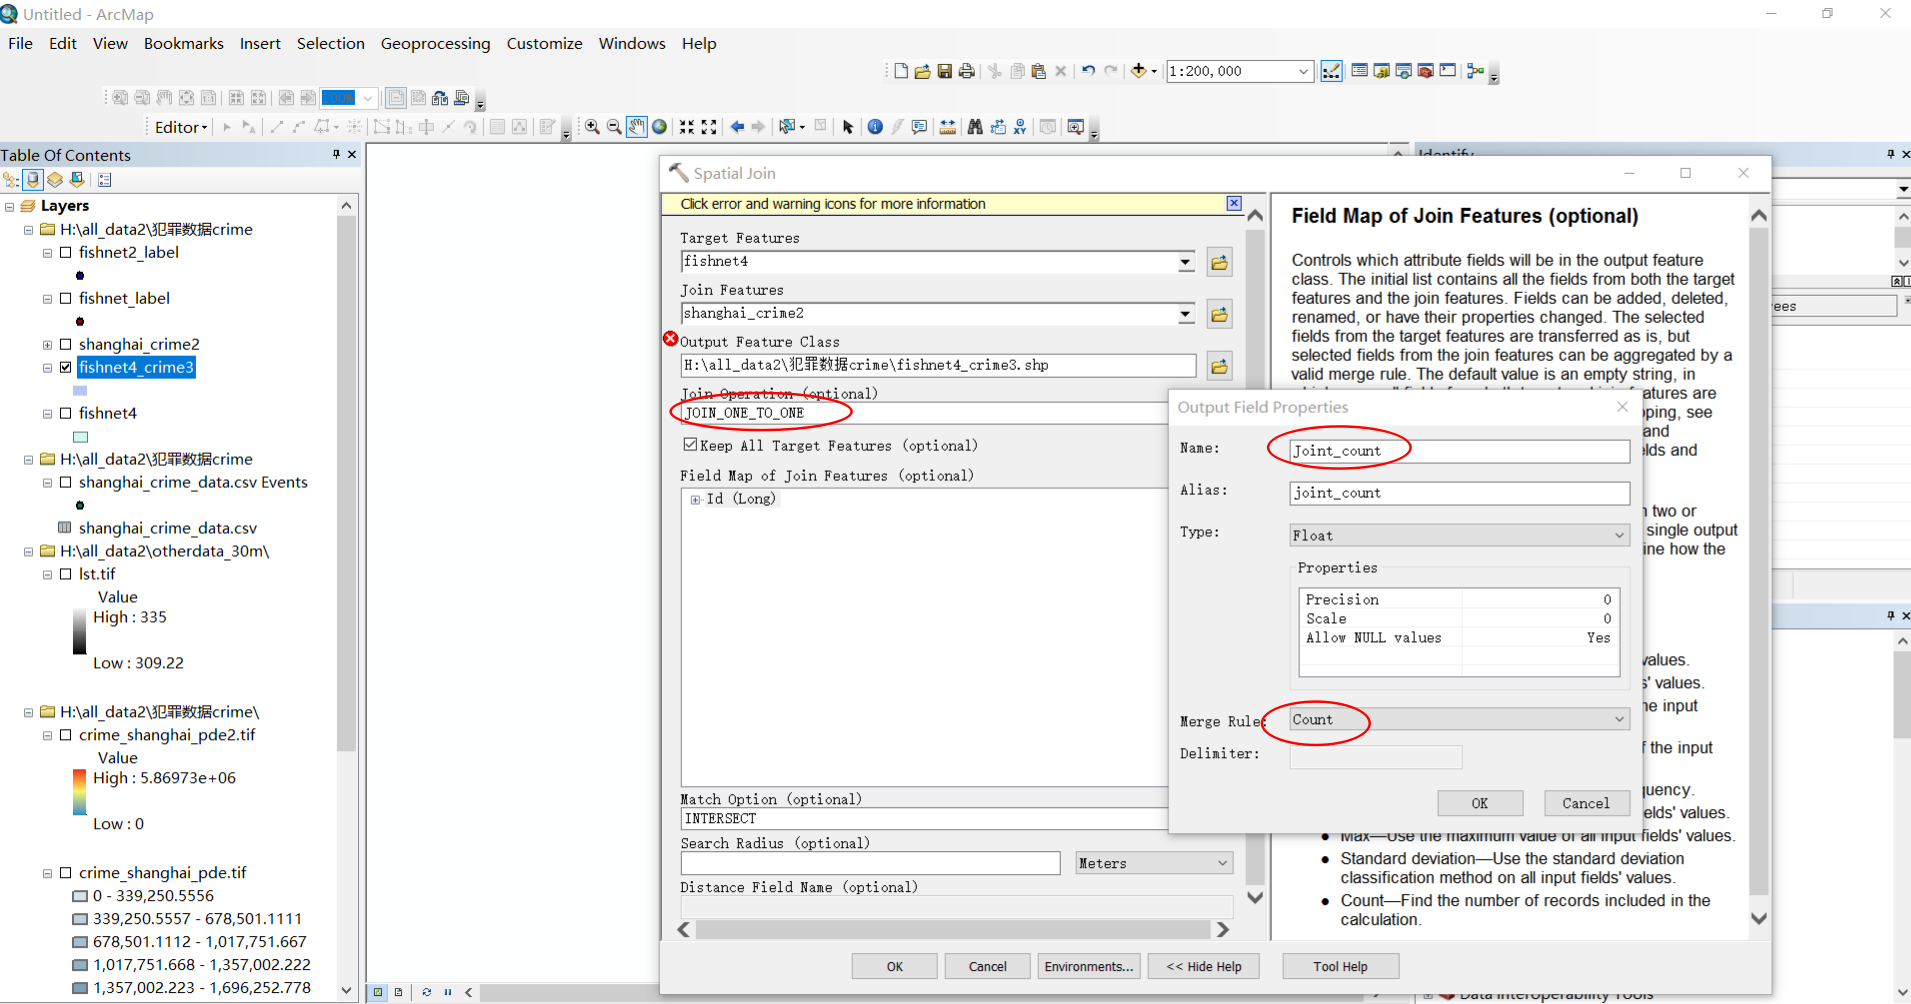 Untitled - ArcMap
File Edit View Bookmarks Insert Selection Geoprocessing Customize Windows Help
1:200,000
Editor
Table Of Contents
Layers
H:\all_data2\犯罪数据crime
fishnet2_label
fishnet_label
shanghai_crime2
fishnet4_crime3
fishnet4
H:\all_data2\犯罪数据crime
shanghai_crime_data.csv Events
shanghai_crime_data.csv
H:\all_data2\otherdata_30m\
lst.tif
Value
High : 335
Low : 309.22
H:\all_data2\犯罪数据crime\
crime_shanghai_pde2.tif
Value
High : 5.86973e+06
Low : 0
crime_shanghai_pde.tif
0 - 339,250.5556
339,250.5557 - 678,501.1111
678,501.1112 - 1,017,751.667
1,017,751.668 - 1,357,002.222
1,357,002.223 - 1,696,252.778
Identify
Spatial Join
Click error and warning icons for more information
Target Features
fishnet4
Join Features
shanghai_crime2
Output Feature Class
H:\all_data2\犯罪数据crime\fishnet4_crime3.shp
Join Operation (optional)
JOIN_ONE_TO_ONE
Keep All Target Features (optional)
Field Map of Join Features (optional)
Id (Long)
Match Option (optional)
INTERSECT
Search Radius (optional)
Meters
Distance Field Name (optional)
OK Cancel Environments... << Hide Help Tool Help
Field Map of Join Features (optional)
Controls which attribute fields will be in the output feature
class. The initial list contains all the fields from both the target
features and the join features. Fields can be added, deleted,
renamed, or have their properties changed. The selected
fields from the target features are transferred as is, but
selected fields from the join features can be aggregated by a
valid merge rule. The default value is an empty string, in
atures are
ping, see
and
lds and
n two or
single output
ine how the
values.
s' values.
he input
f the input
quency.
elds' values.
Max—Use the maximum value of all input fields' values.
Standard deviation—Use the standard deviation
classification method on all input fields' values.
Count—Find the number of records included in the
calculation.
Output Field Properties
Name: Joint_count
Alias: joint_count
Type: Float
Properties
Precision 0
Scale 0
Allow NULL values Yes
Merge Rule: Count
Delimiter:
OK Cancel
ees
Data Interoperability Tools